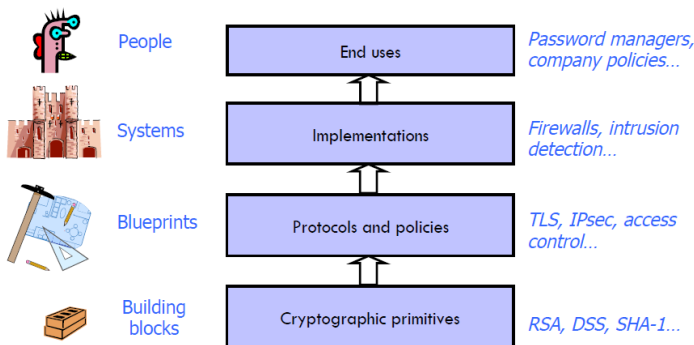 People
End uses
Password managers,
company policies...
Systems
Implementations
Firewalls, intrusion
detection...
Blueprints
Protocols and policies
TLS, IPsec, access
control...
Building
blocks
Cryptographic primitives
RSA, DSS, SHA-1...